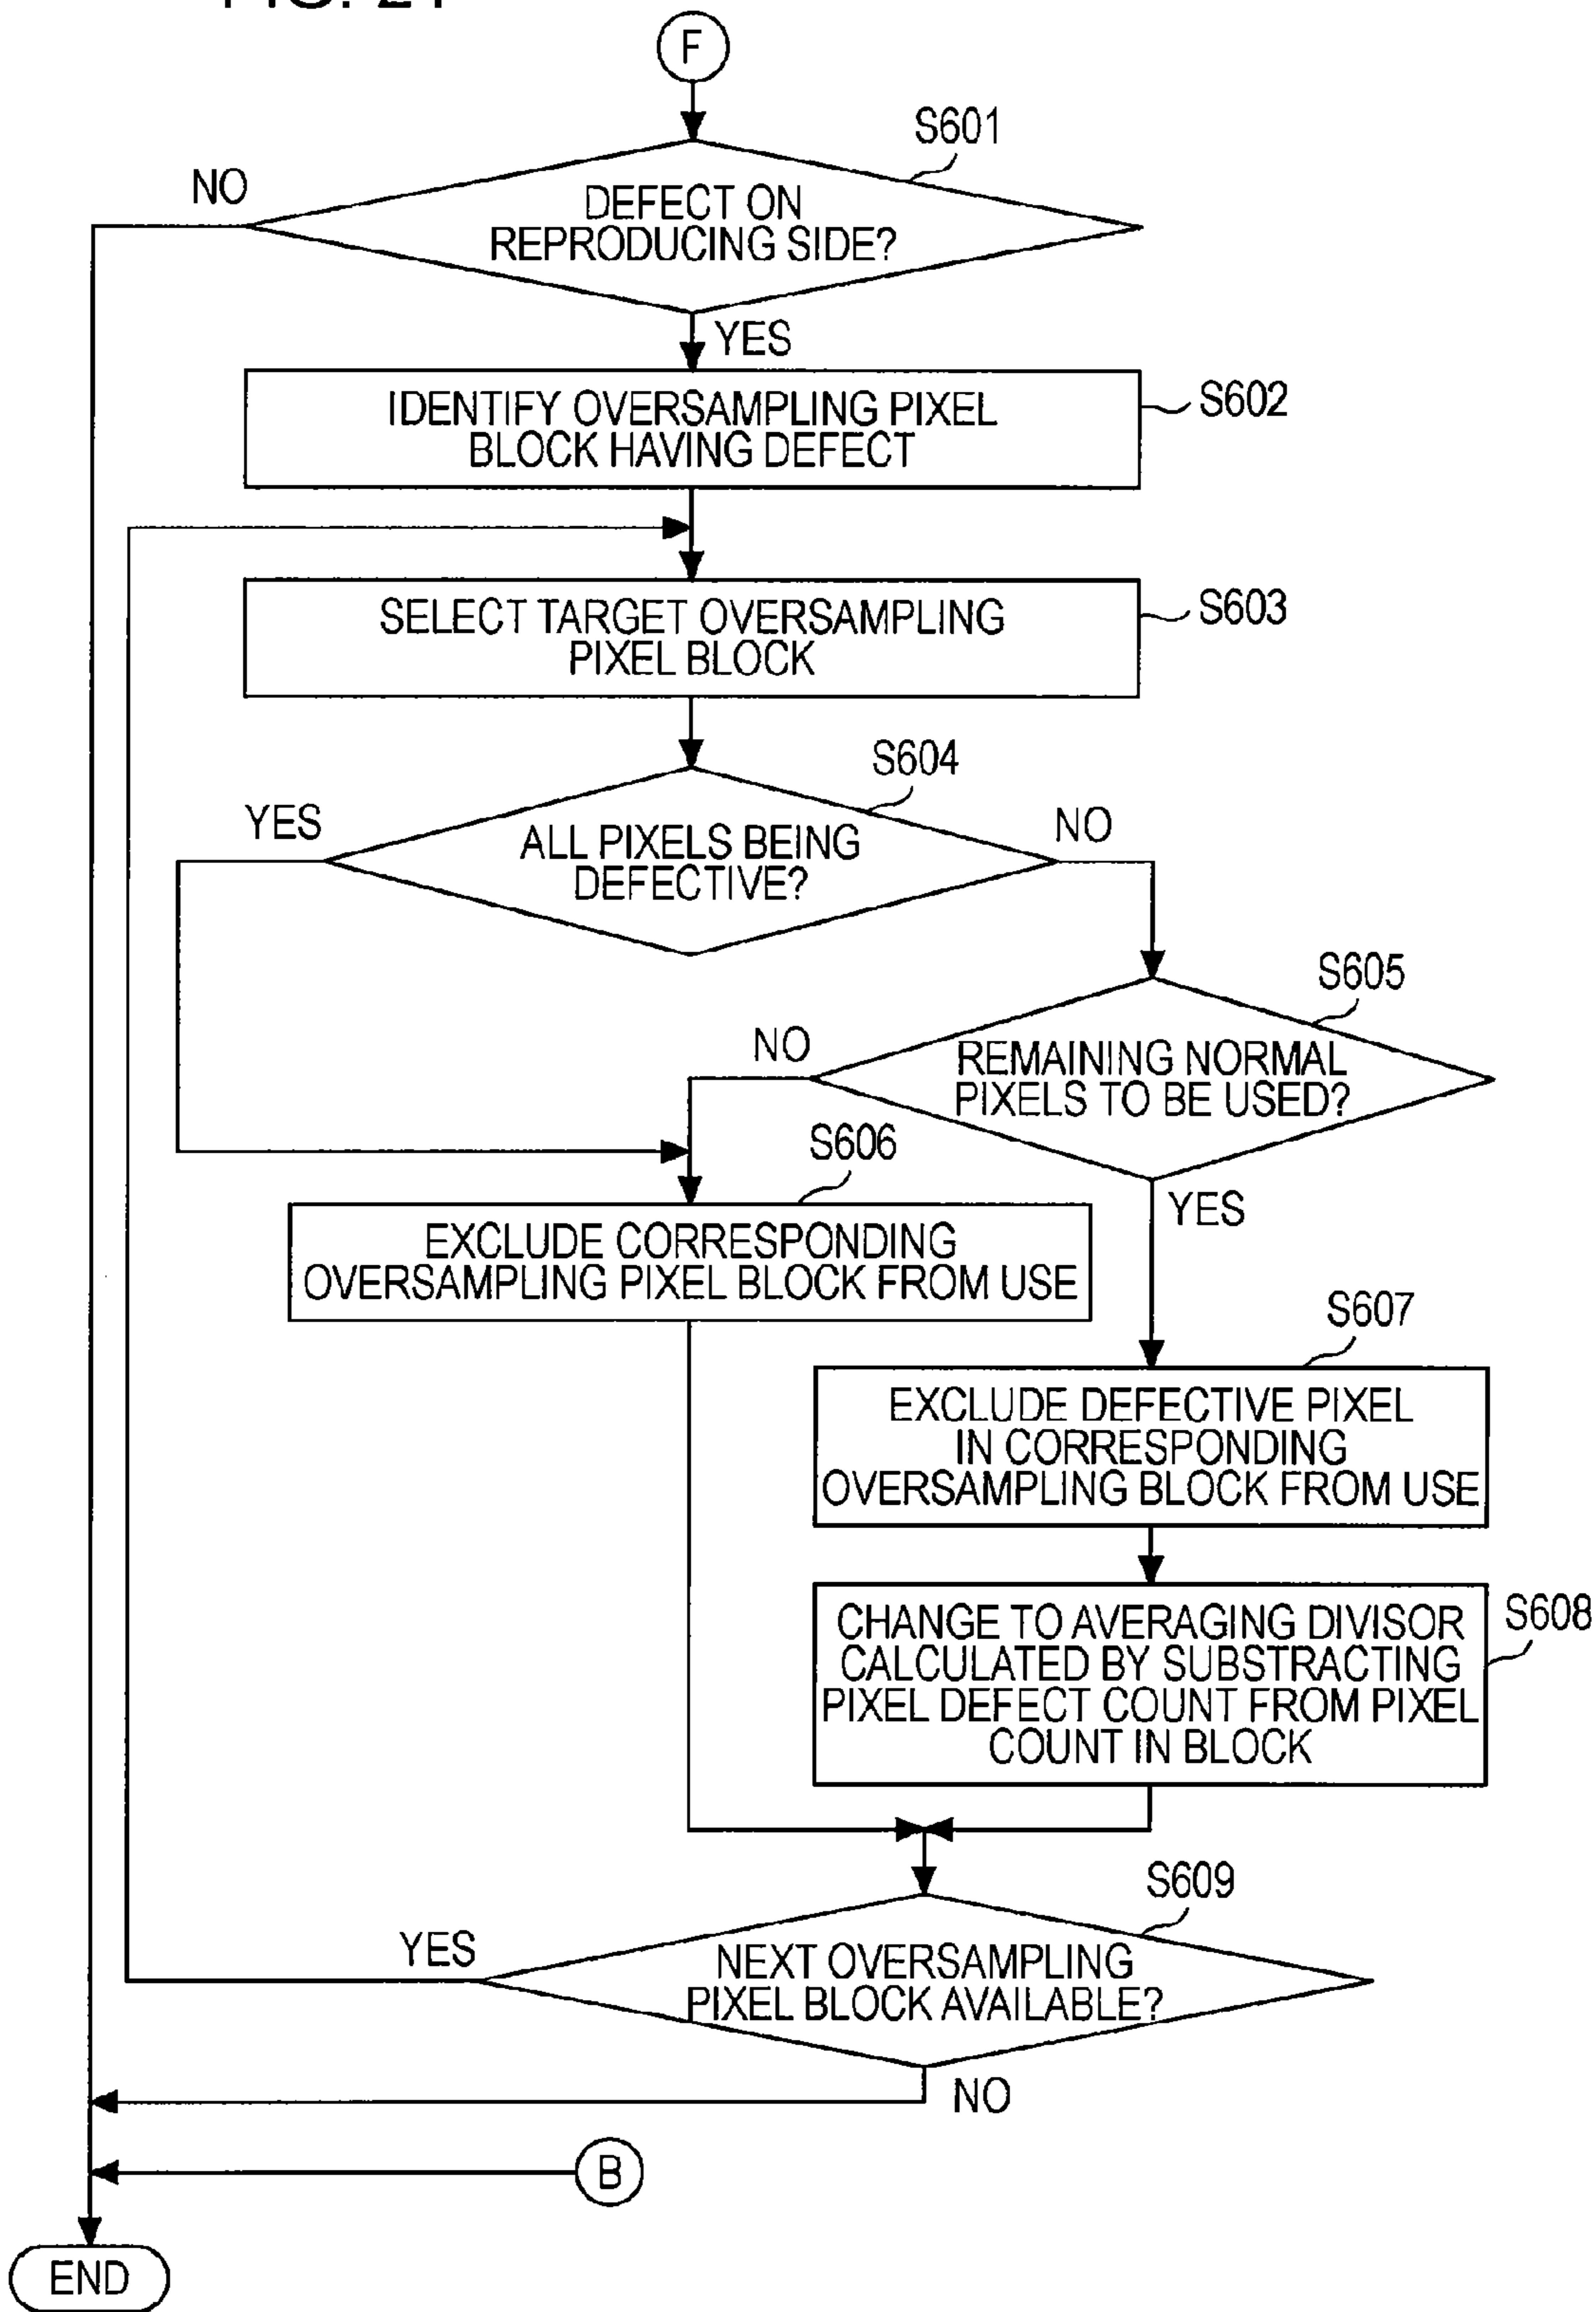 F
S601
NO
DEFECT ON
REPRODUCING SIDE?
YES
IDENTIFY OVERSAMPLING PIXEL
BLOCK HAVING DEFECT
S602
SELECT TARGET OVERSAMPLING
PIXEL BLOCK
S603
S604
YES
NO
ALL PIXELS BEING
DEFECTIVE?
S605
NO
REMAINING NORMAL
PIXELS TO BE USED?
S606
YES
EXCLUDE CORRESPONDING
OVERSAMPLING PIXEL BLOCK FROM USE
S607
EXCLUDE DEFECTIVE PIXEL
IN CORRESPONDING
OVERSAMPLING BLOCK FROM USE
CHANGE TO AVERAGING DIVISOR
CALCULATED BY SUBSTRACTING
PIXEL DEFECT COUNT FROM PIXEL
COUNT IN BLOCK
S608
S609
YES
NEXT OVERSAMPLING
PIXEL BLOCK AVAILABLE?
NO
B
END